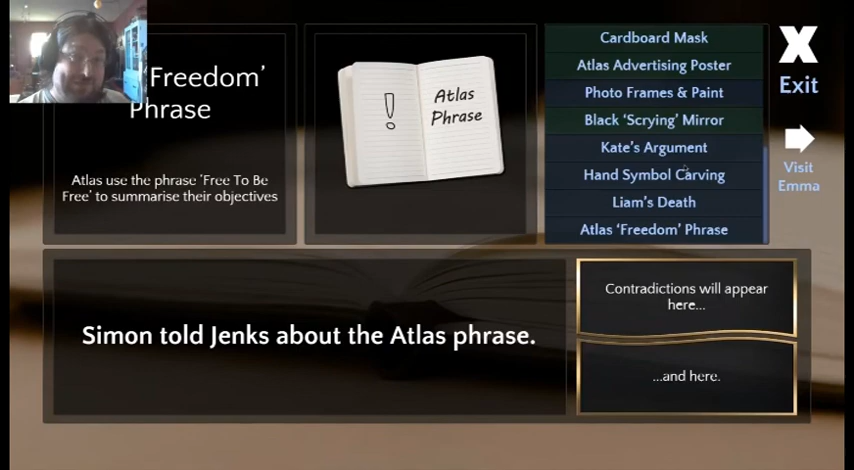 'Freedom'
Phrase
Atlas use the phrase 'Free To Be
Free' to summarise their objectives
!
Atlas
Phrase
Cardboard Mask
Atlas Advertising Poster
Photo Frames & Paint
Black 'Scrying' Mirror
Kate's Argument
Hand Symbol Carving
Liam's Death
Atlas 'Freedom' Phrase
X
Exit
Visit
Emma
Simon told Jenks about the Atlas phrase.
Contradictions will appear
here...
...and here.